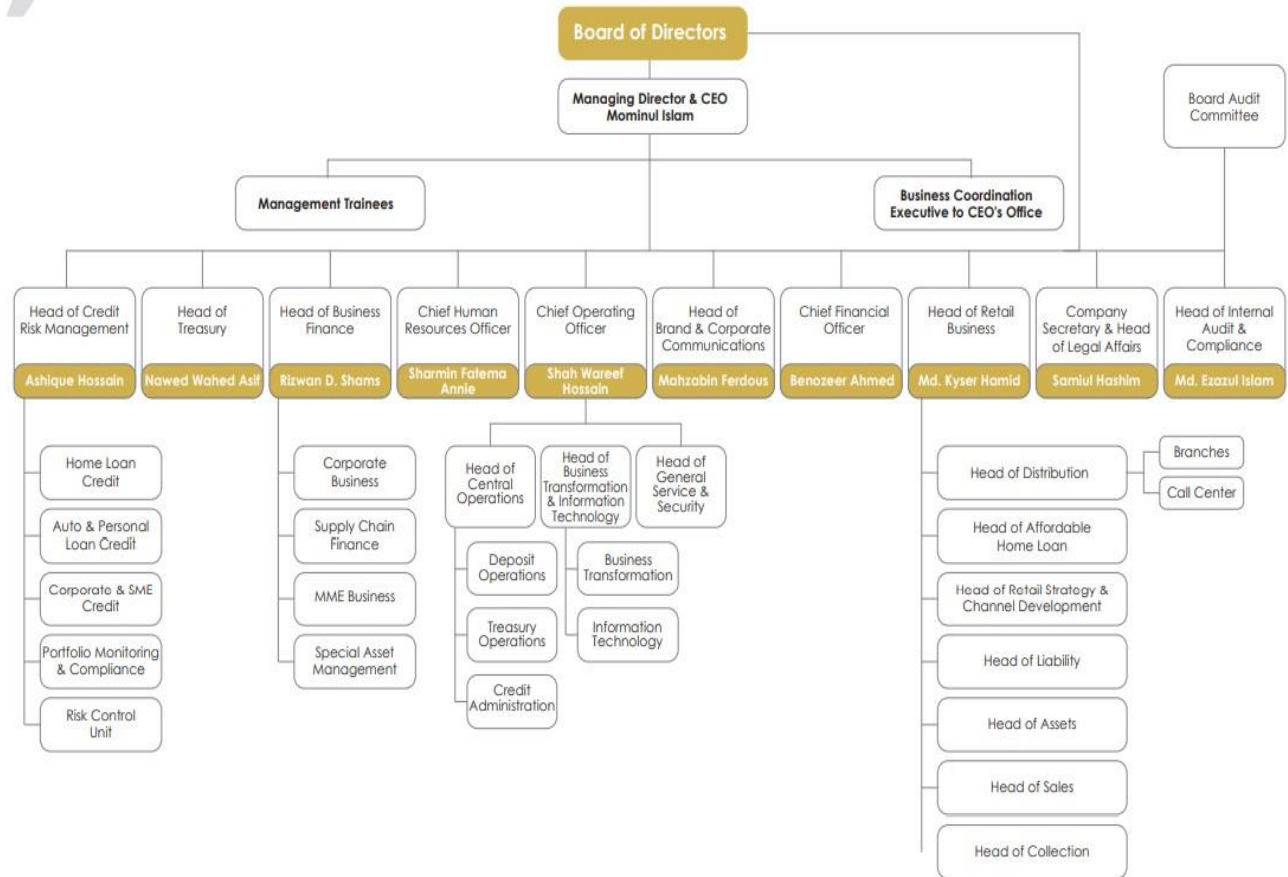 Board of Directors
Managing Director & CEO
Mominul Islam
Board Audit
Committee
Management Trainees
Business Coordination
Executive to CEO's Office
Head of Credit
Risk Management
Ashique Hossain
Head of
Treasury
Nawed Wahed Asif
Head of Business
Finance
Rizwan D. Shams
Chief Human
Resources Officer
Sharmin Fatema
Annie
Chief Operating
Officer
Shah Wareef
Hossain
Head of
Brand & Corporate
Communications
Mahzabin Ferdous
Chief Financial
Officer
Benozeer Ahmed
Head of Retail
Business
Md. Kyser Hamid
Company
Secretary & Head
of Legal Affairs
Samiul Hashim
Head of Internal
Audit &
Compliance
Md. Ezazul Islam
Home Loan
Credit
Auto & Personal
Loan Credit
Corporate & SME
Credit
Portfolio Monitoring
& Compliance
Risk Control
Unit
Corporate
Business
Supply Chain
Finance
MME Business
Special Asset
Management
Head of
Central
Operations
Deposit
Operations
Treasury
Operations
Credit
Administration
Head of
Business
Transformation
& Information
Technology
Business
Transformation
Information
Technology
Head of
General
Service &
Security
Head of Distribution
Branches
Call Center
Head of Affordable
Home Loan
Head of Retail Strategy &
Channel Development
Head of Liability
Head of Assets
Head of Sales
Head of Collection